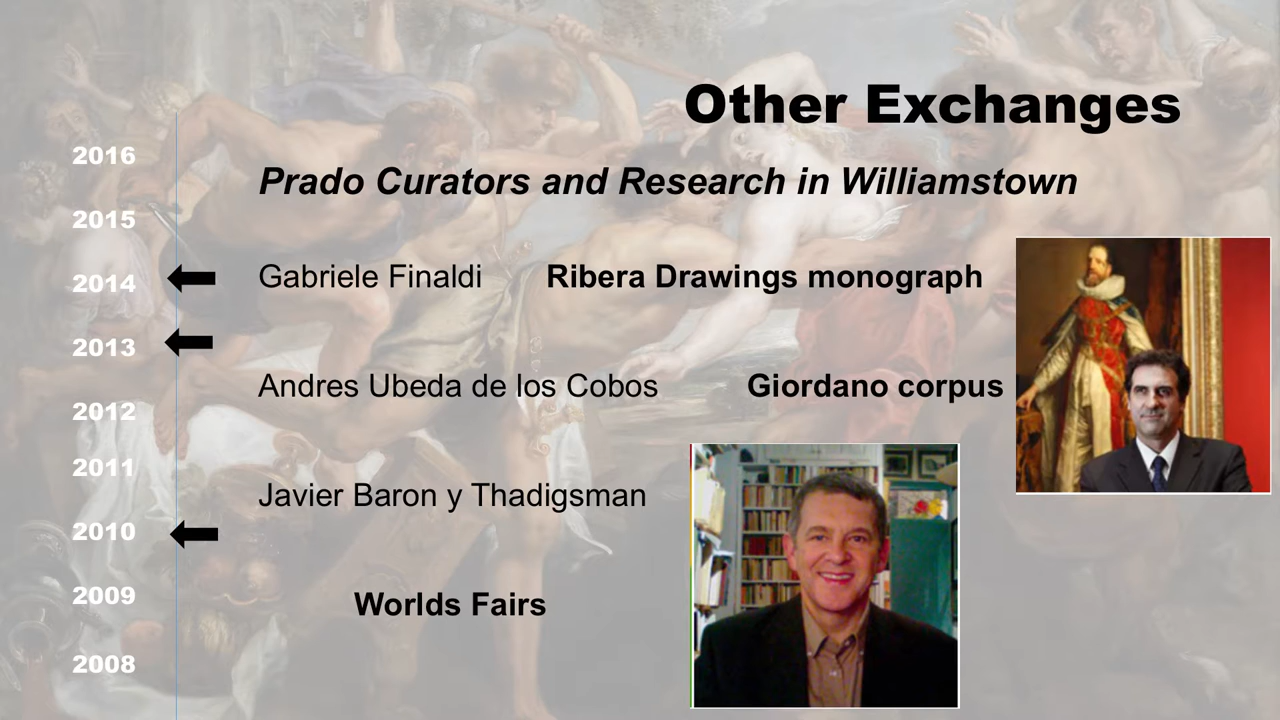 Other Exchanges
2016
Prado Curators and Research in Williamstown
2015
2014
Gabriele Finaldi Ribera Drawings monograph
2013
Andres Ubeda de los Cobos Giordano corpus
2012
2011
Javier Baron y Thadigsman
2010
2009
Worlds Fairs
2008